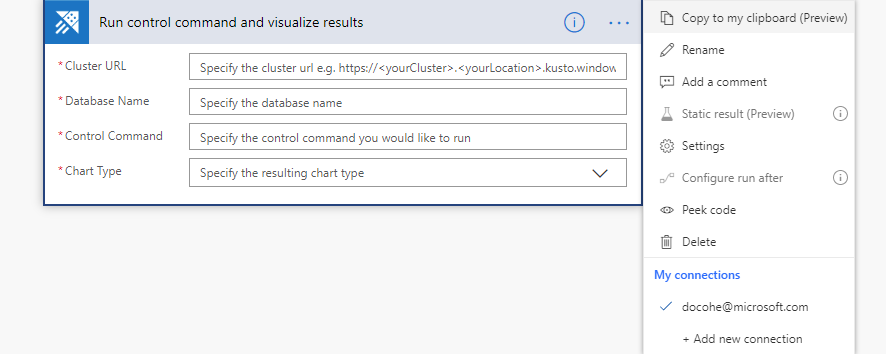 Run control command and visualize results
* Cluster URL
Specify the cluster url e.g. https://<yourCluster>.<yourLocation>.kusto.window
* Database Name
Specify the database name
* Control Command
Specify the control command you would like to run
* Chart Type
Specify the resulting chart type
Copy to my clipboard (Preview)
Rename
Add a comment
Static result (Preview)
Settings
Configure run after
Peek code
Delete
My connections
docohe@microsoft.com
+ Add new connection